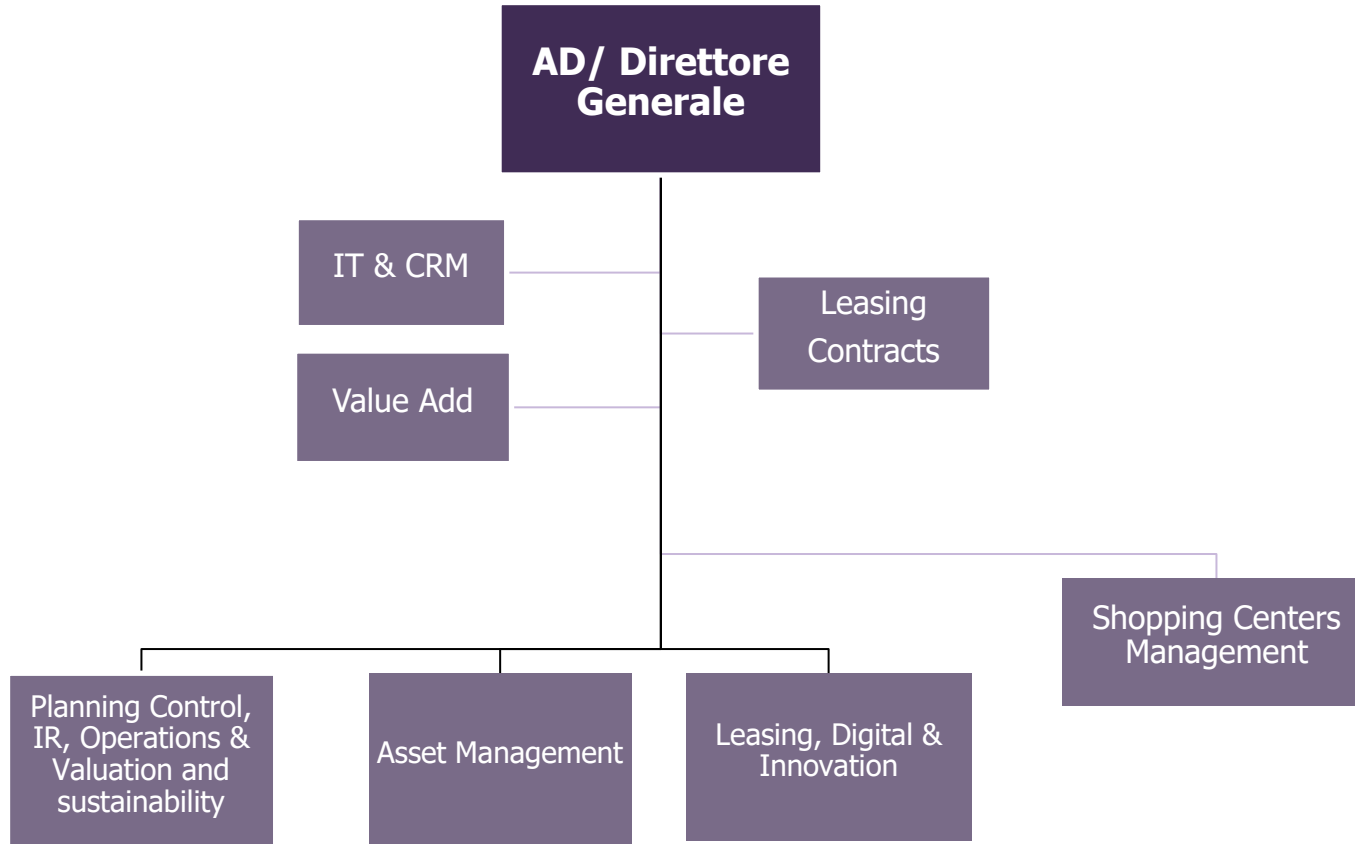 AD/ Direttore
Generale
IT & CRM
Leasing
Contracts
Value Add
Shopping Centers
Management
Planning Control,
IR, Operations &
Valuation and
sustainability
Asset Management
Leasing, Digital &
Innovation